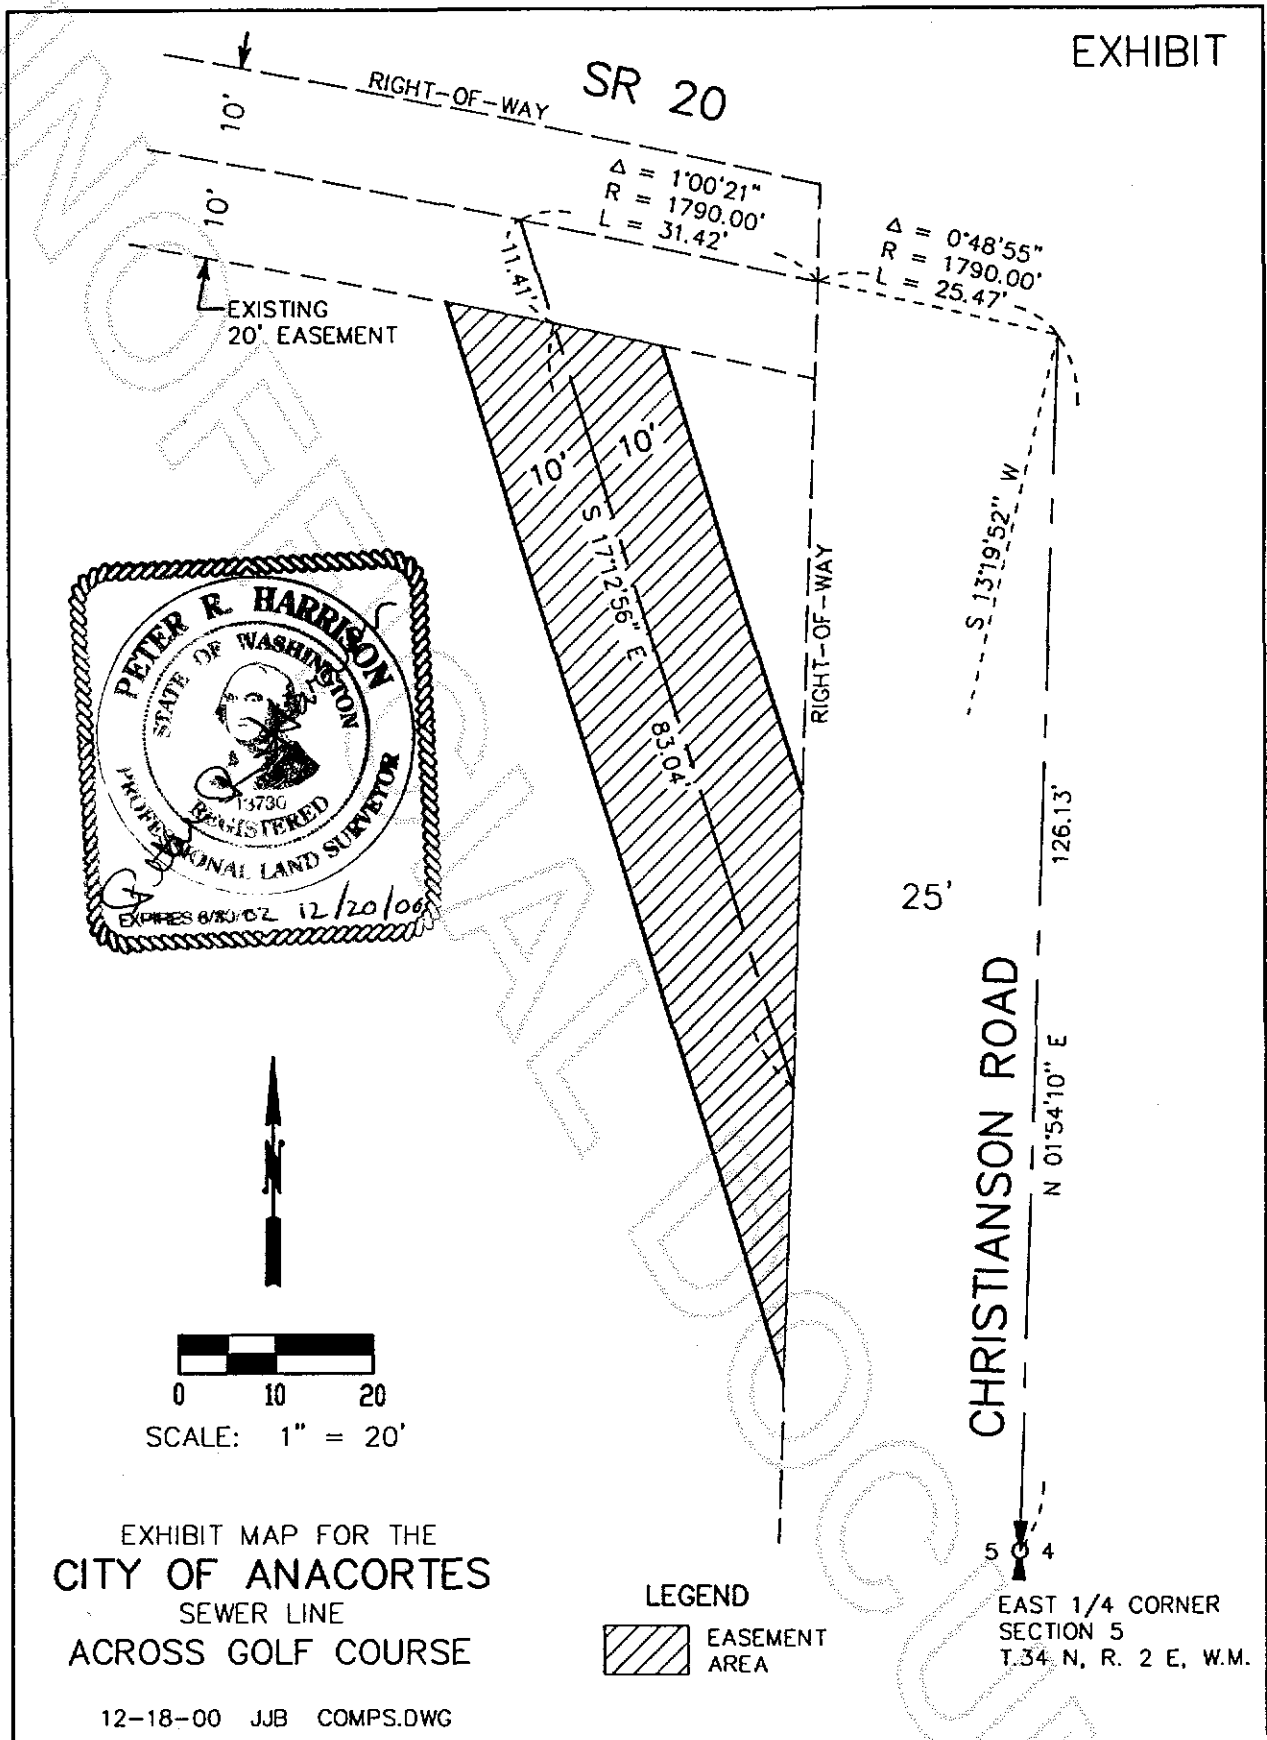 EXHIBIT
SR 20
RIGHT-OF-WAY
10'
10'
Δ = 1°00'21"
R = 1790.00'
L = 31.42'
Δ = 0°48'55"
R = 1790.00'
L = 25.47'
11.41'
EXISTING
20' EASEMENT
10'
10'
S 17°12'56" E
83.04'
RIGHT-OF-WAY
S 13°19'52" W
126.13'
N 01°54'10" E
25'
CHRISTIANSON ROAD
PETER R. HARRISON
STATE OF WASHINGTON
13730
REGISTERED
PROFESSIONAL LAND SURVEYOR
EXPIRES 6/30/02 12/20/00
N
0 10 20
SCALE: 1" = 20'
EXHIBIT MAP FOR THE
CITY OF ANACORTES
SEWER LINE
ACROSS GOLF COURSE
12-18-00 JJB COMPS.DWG
LEGEND
EASEMENT
AREA
5 4
EAST 1/4 CORNER
SECTION 5
T.34 N, R. 2 E, W.M.